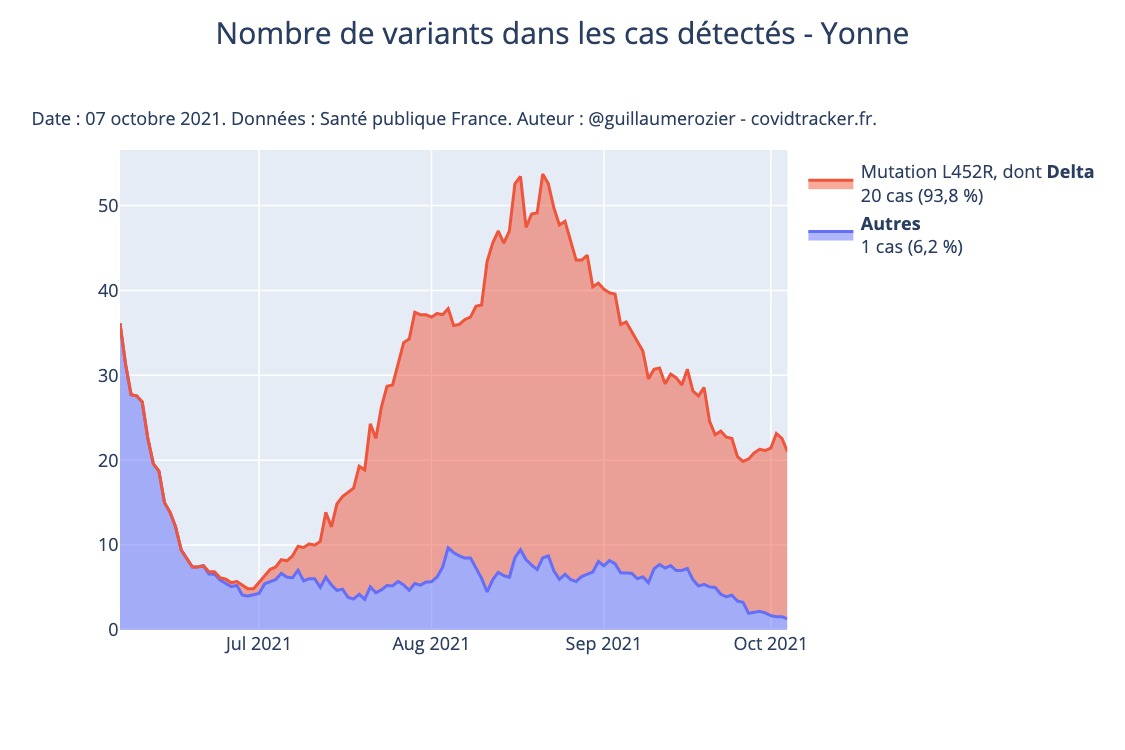 Nombre de variants dans les cas détectés - Yonne
Date : 07 octobre 2021. Données : Santé publique France. Auteur : @guillaumerozier - covidtracker.fr.
Mutation L452R, dont Delta
20 cas (93,8 %)
Autres
1 cas (6,2 %)
50
40
30
20
10
0
Jul 2021
Aug 2021
Sep 2021
Oct 2021